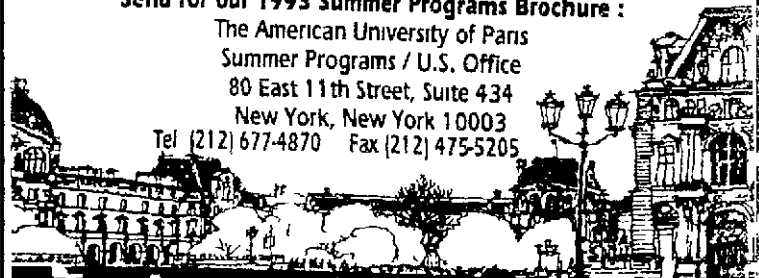 Send for our 1993 Summer Programs Brochure :
The American University of Paris
Summer Programs / U.S. Office
80 East 11th Street, Suite 434
New York, New York 10003
Tel (212) 677-4870 Fax (212) 475-5205